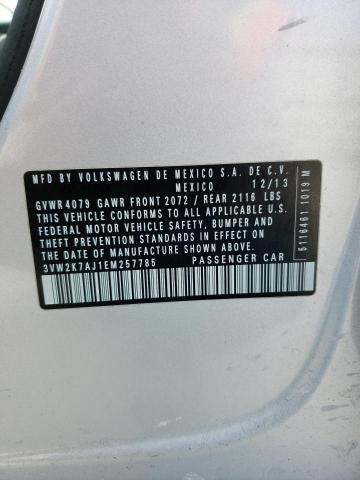 MFD BY VOLKSWAGEN DE MEXICO S.A. DE C.V.
MEXICO 12/13
GVWR 4079 GAWR FRONT 2072 / REAR 2116 LBS
THIS VEHICLE CONFORMS TO ALL APPLICABLE U.S.
FEDERAL MOTOR VEHICLE SAFETY, BUMPER AND
THEFT PREVENTION STANDARDS IN EFFECT ON
THE DATE OF MANUFACTURE SHOWN ABOVE.
3VW2K7AJ1EM257785 PASSENGER CAR
5116461 1019 M